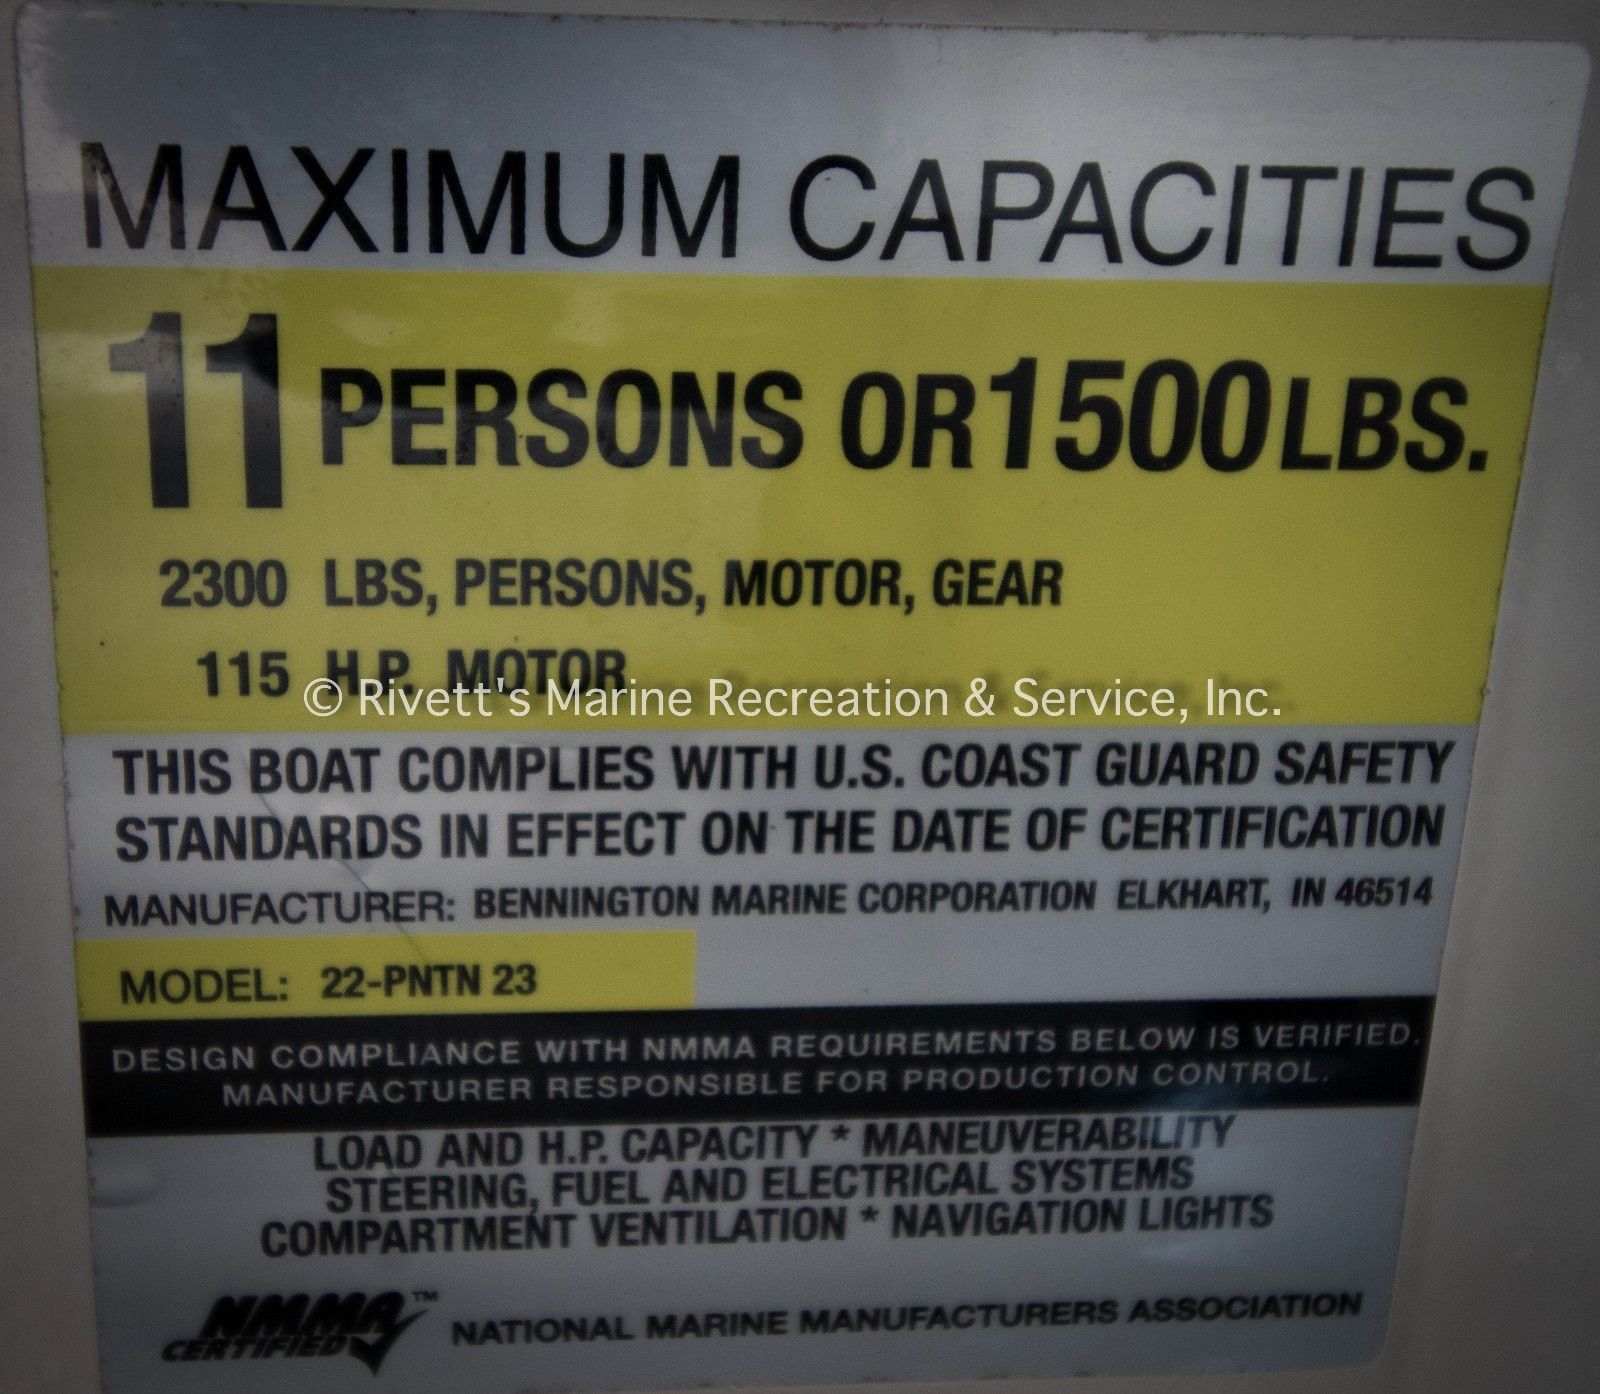 MAXIMUM CAPACITIES
11 PERSONS OR 1500 LBS.
2300 LBS, PERSONS, MOTOR, GEAR
115 H.P. MOTOR
© Rivett's Marine Recreation & Service, Inc.
THIS BOAT COMPLIES WITH U.S. COAST GUARD SAFETY
STANDARDS IN EFFECT ON THE DATE OF CERTIFICATION
MANUFACTURER: BENNINGTON MARINE CORPORATION ELKHART, IN 46514
MODEL: 22-PNTN 23
DESIGN COMPLIANCE WITH NMMA REQUIREMENTS BELOW IS VERIFIED.
MANUFACTURER RESPONSIBLE FOR PRODUCTION CONTROL.
LOAD AND H.P. CAPACITY * MANEUVERABILITY
STEERING, FUEL AND ELECTRICAL SYSTEMS
COMPARTMENT VENTILATION * NAVIGATION LIGHTS
NMMA™
CERTIFIED
NATIONAL MARINE MANUFACTURERS ASSOCIATION